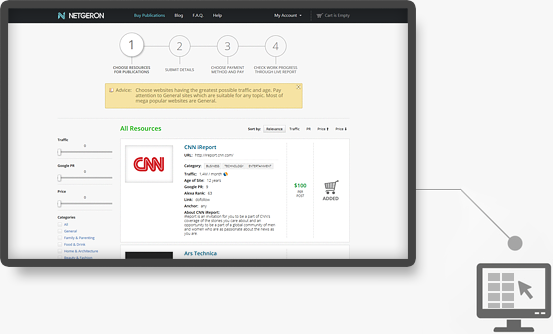 NETGERON
Buy Publications Blog F.A.Q. Help My Account Cart is Empty
1 2 3 4
CHOOSE RESOURCES
FOR PUBLICATIONS
SUBMIT DETAILS
CHOOSE PAYMENT
METHOD AND PAY
CHECK WORK PROGRESS
THROUGH LIVE REPORT
Advice: Choose websites having the greatest possible traffic and age. Pay
attention to General sites which are suitable for any topic. Most of
mega popular websites are General.
X
All Resources
Sort by: Relevance Traffic PR Price Price
Traffic
0
Google PR
0
Price
0
Categories
All
General
Family & Parenting
Food & Drink
Home & Architecture
Beauty & Fashion
CNN
CNN iReport
URL: http://ireport.cnn.com/
Category: BUSINESS TECHNOLOGY ENTERTAINMENT
Traffic: 1.4M / month
Age of Site: 12 years
Google PR: 8
Alexa Rank: 63
Link: dofollow
Anchor: any
About CNN iReport:
iReport is an invitation for you to be a part of CNN's
coverage of the stories you care about and an
opportunity to be a part of a global community of men
and women who are as passionate about the news as
you are
$100
PER
POST
ADDED
Ars Technica